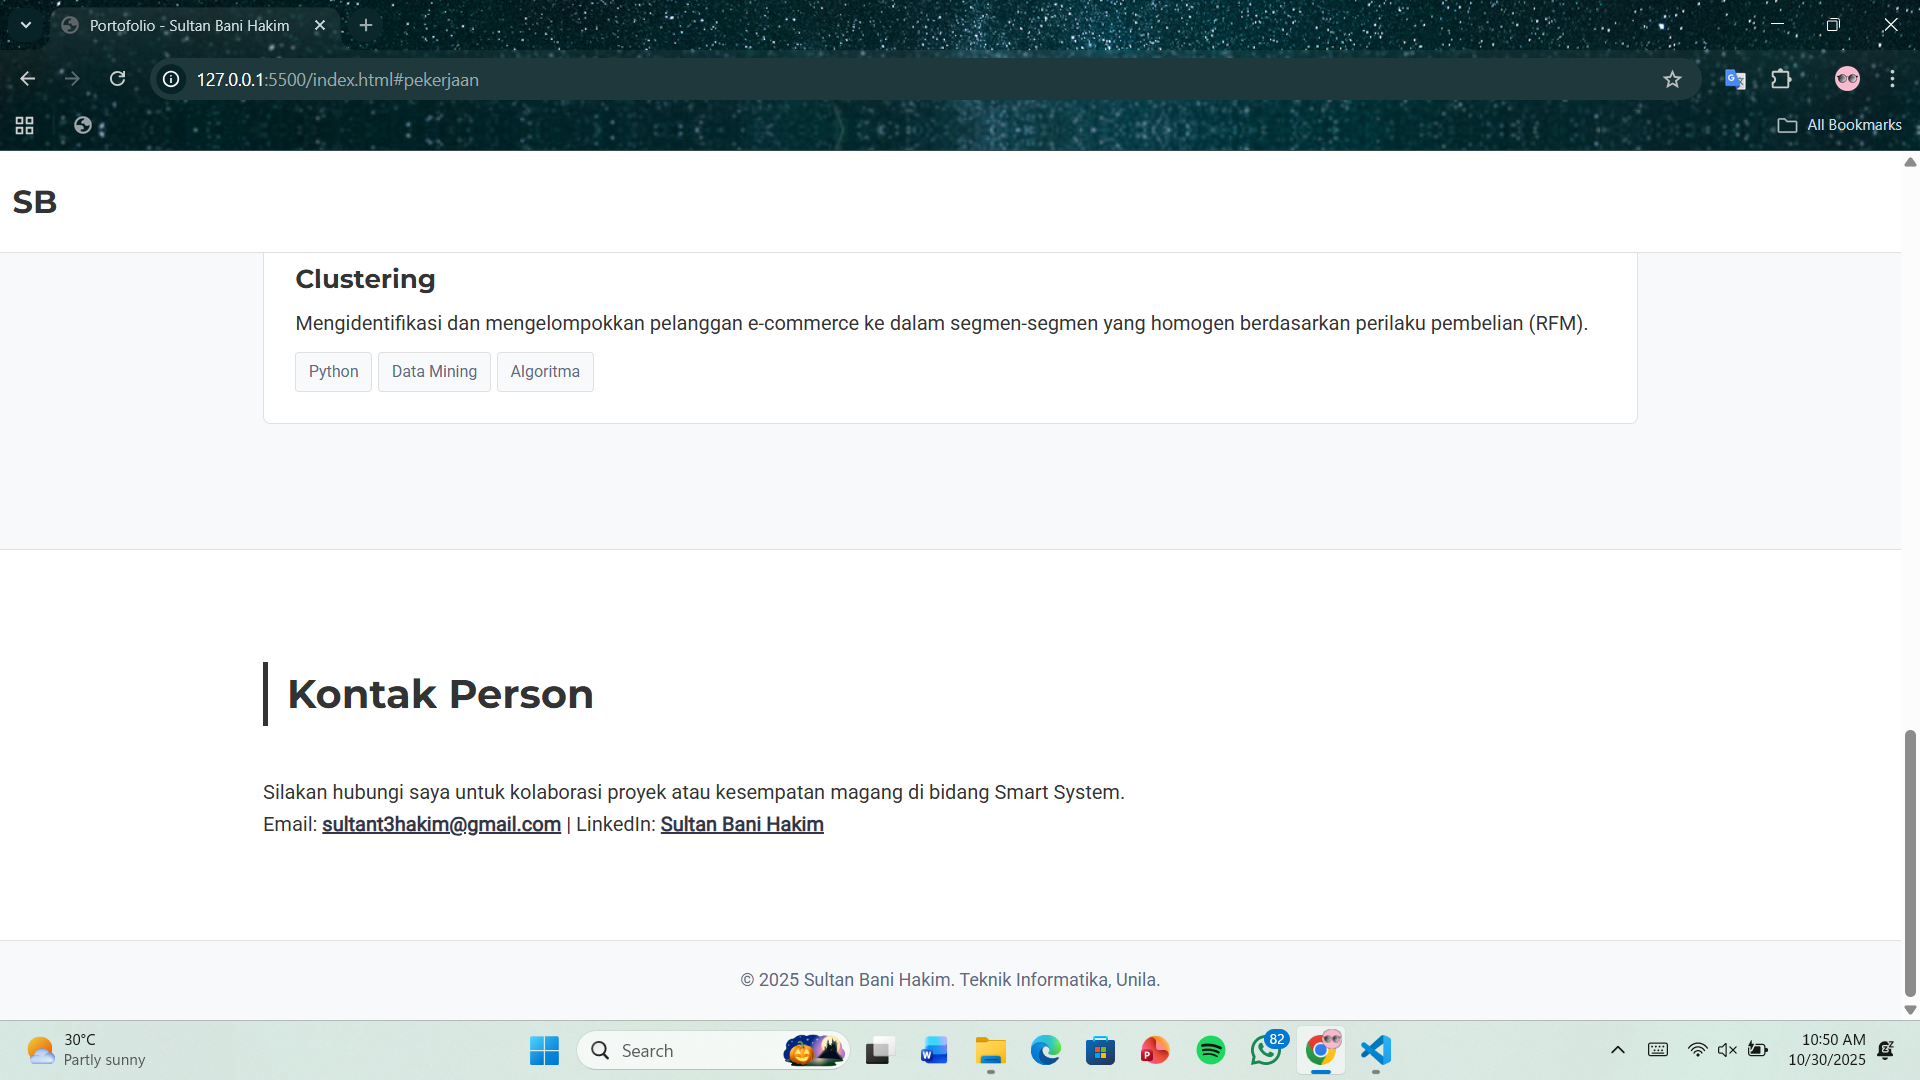 Portofolio - Sultan Bani Hakim
127.0.0.1:5500/index.html#pekerjaan
All Bookmarks
SB
Clustering
Mengidentifikasi dan mengelompokkan pelanggan e-commerce ke dalam segmen-segmen yang homogen berdasarkan perilaku pembelian (RFM).
Python Data Mining Algoritma
Kontak Person
Silakan hubungi saya untuk kolaborasi proyek atau kesempatan magang di bidang Smart System.
Email: sultant3hakim@gmail.com | LinkedIn: Sultan Bani Hakim
© 2025 Sultan Bani Hakim. Teknik Informatika, Unila.
30°C
Partly sunny
Search
82
10:50 AM
10/30/2025